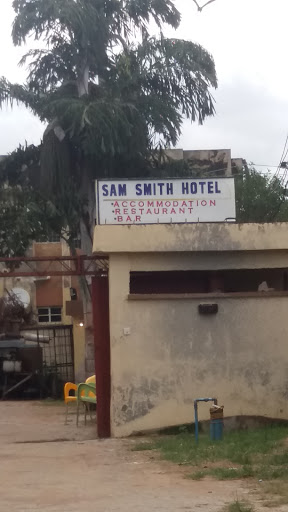 SAM SMITH HOTEL
•ACCOMMODATION
•RESTAURANT
•BAR